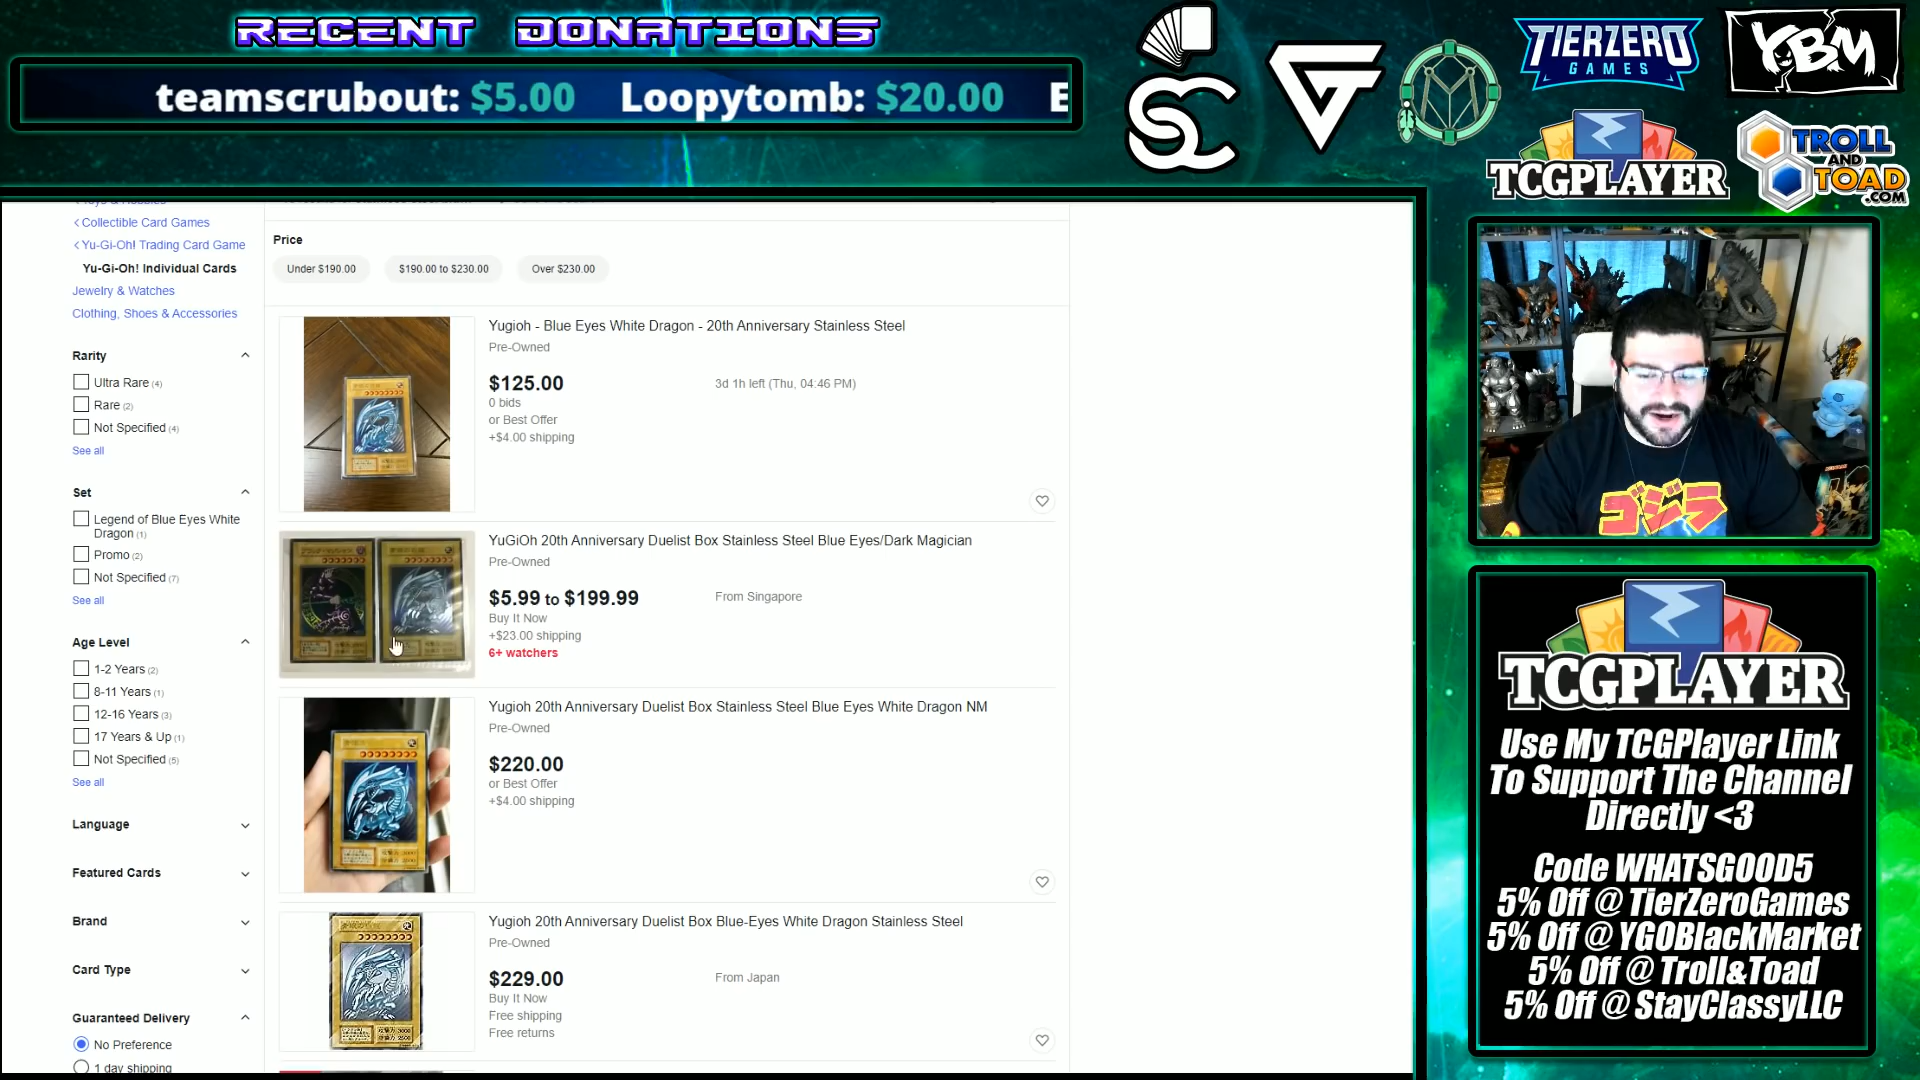 RECENT DONATIONS
teamscrubout: $5.00 Loopytomb: $20.00 E
SC
TIERZERO
GAMES
YBM
TCGPLAYER
TROLL
AND
TOAD
.COM
Collectible Card Games
Yu-Gi-Oh! Trading Card Game
Yu-Gi-Oh! Individual Cards
Jewelry & Watches
Clothing, Shoes & Accessories
Rarity
Ultra Rare (4)
Rare (2)
Not Specified (4)
See all
Set
Legend of Blue Eyes White
Dragon (1)
Promo (2)
Not Specified (7)
See all
Age Level
1-2 Years (2)
8-11 Years (1)
12-16 Years (3)
17 Years & Up (1)
Not Specified (5)
See all
Language
Featured Cards
Brand
Card Type
Guaranteed Delivery
No Preference
1 day shipping
Price
Under $190.00
$190.00 to $230.00
Over $230.00
Yugioh - Blue Eyes White Dragon - 20th Anniversary Stainless Steel
Pre-Owned
$125.00
3d 1h left (Thu, 04:46 PM)
0 bids
or Best Offer
+$4.00 shipping
YuGiOh 20th Anniversary Duelist Box Stainless Steel Blue Eyes/Dark Magician
Pre-Owned
$5.99 to $199.99
From Singapore
Buy It Now
+$23.00 shipping
6+ watchers
Yugioh 20th Anniversary Duelist Box Stainless Steel Blue Eyes White Dragon NM
Pre-Owned
$220.00
or Best Offer
+$4.00 shipping
Yugioh 20th Anniversary Duelist Box Blue-Eyes White Dragon Stainless Steel
Pre-Owned
$229.00
From Japan
Buy It Now
Free shipping
Free returns
ゴジラ
TCGPLAYER
Use My TCGPlayer Link
To Support The Channel
Directly <3
Code WHATSGOOD5
5% Off @ TierZeroGames
5% Off @ YGOBlackMarket
5% Off @ Troll&Toad
5% Off @ StayClassyLLC